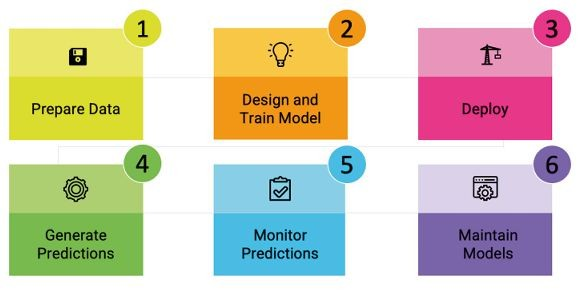 1
Prepare Data
2
Design and
Train Model
3
Deploy
4
Generate
Predictions
5
Monitor
Predictions
6
Maintain
Models